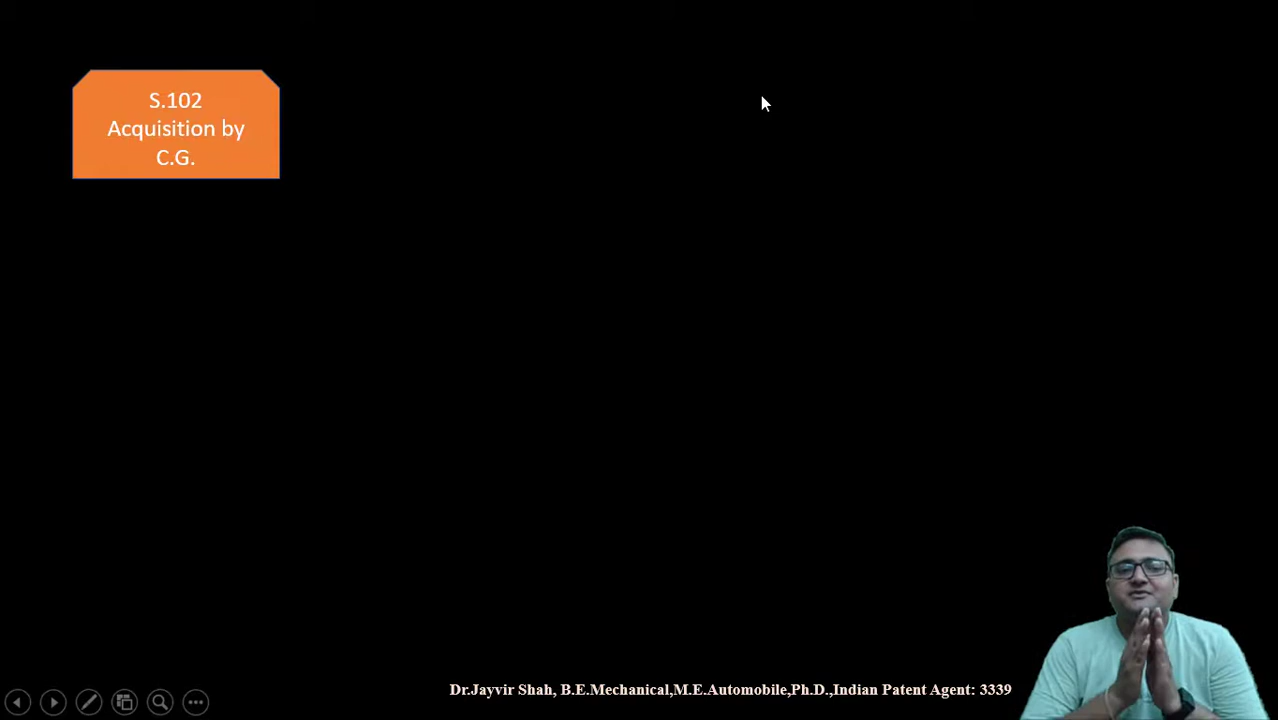 S.102
Acquisition by
C.G.
Dr.Jayvir Shah, B.E.Mechanical,M.E.Automobile,Ph.D.,Indian Patent Agent: 3339